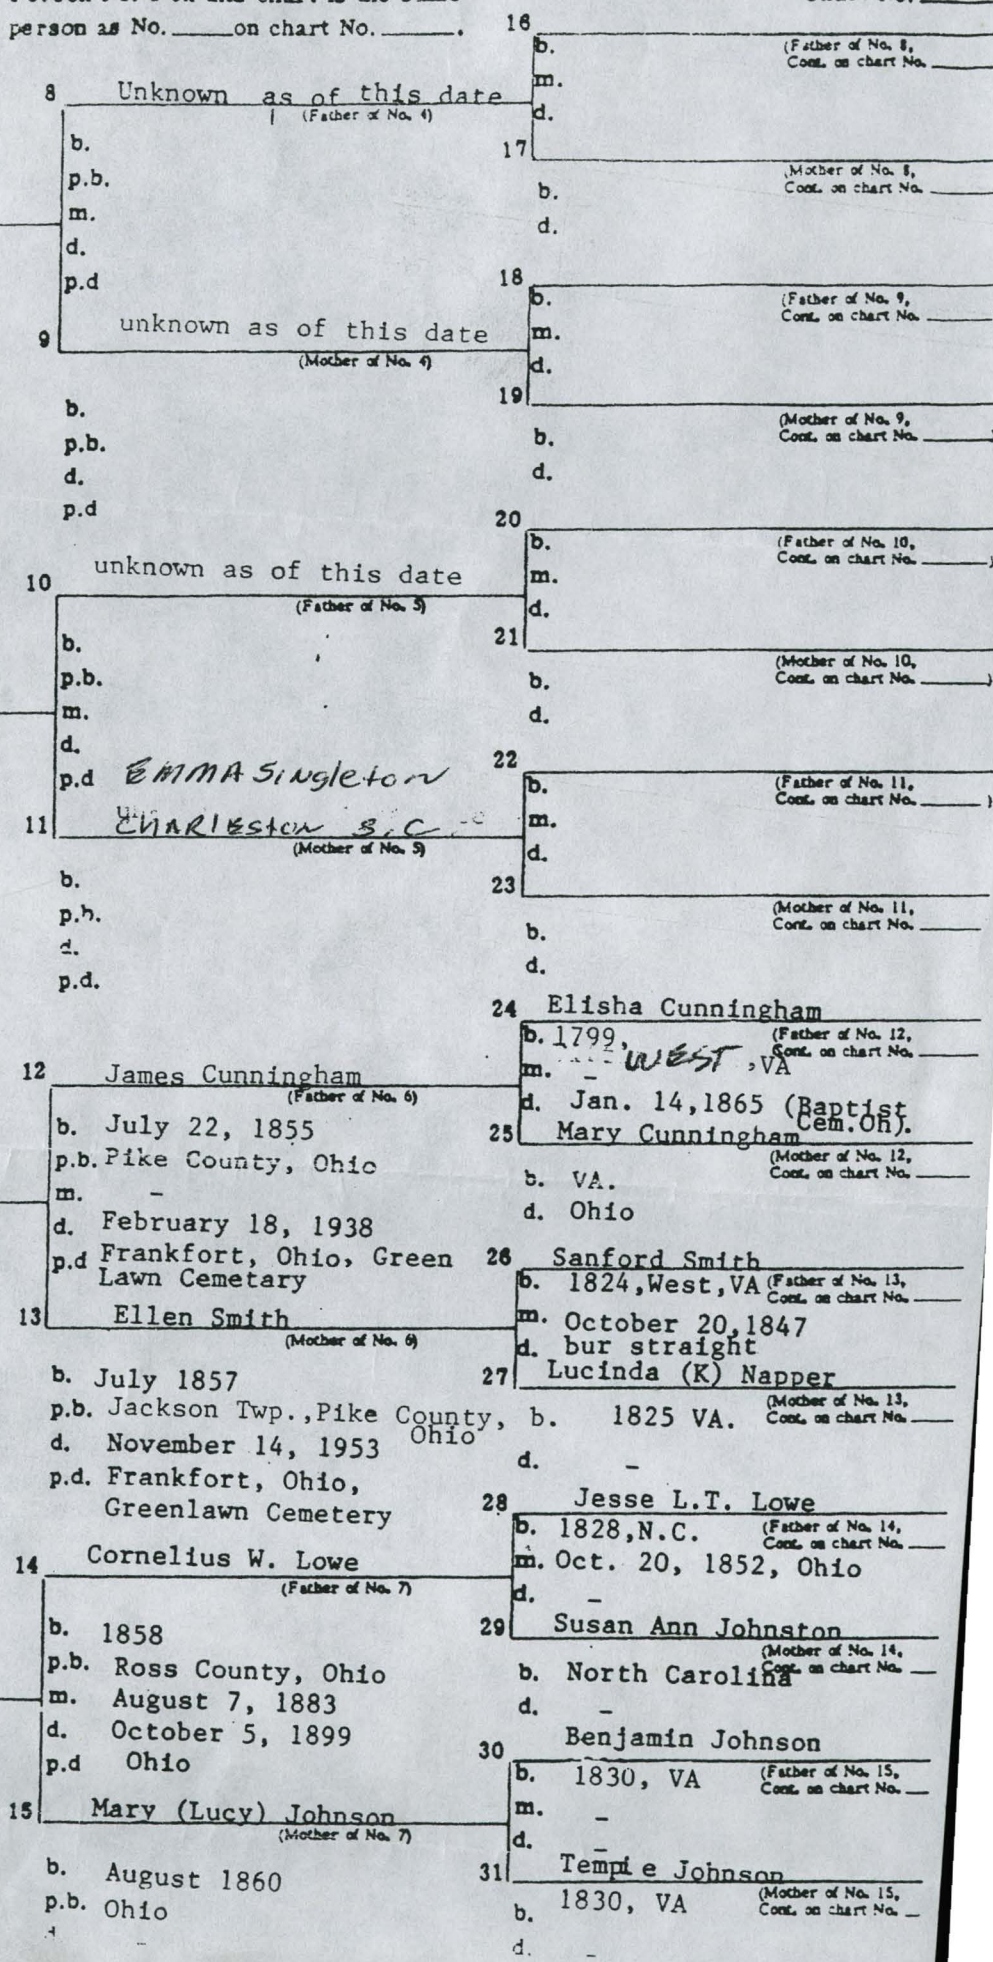 person as No. ____ on chart No. ____.
16
b.
(Father of No. 8,
Cont. on chart No. ____
m.
d.
8 Unknown as of this date
(Father of No. 4)
b.
p.b.
m.
d.
p.d
17
(Mother of No. 8,
Cont. on chart No. ____
b.
d.
18
b.
(Father of No. 9,
Cont. on chart No. ____
m.
d.
9 unknown as of this date
(Mother of No. 4)
b.
p.b.
d.
p.d
19
(Mother of No. 9,
Cont. on chart No. ____
b.
d.
20
b.
(Father of No. 10,
Cont. on chart No. ____)
m.
d.
10 unknown as of this date
(Father of No. 5)
b.
p.b.
m.
d.
p.d EMMA Singleton
21
(Mother of No. 10,
Cont. on chart No. ____)
b.
d.
22
b.
(Father of No. 11,
Cont. on chart No. ____)
m.
d.
11 CHARlEston S.C
(Mother of No. 5)
b.
p.b.
d.
p.d.
23
(Mother of No. 11,
Cont. on chart No. ____
b.
d.
24 Elisha Cunningham
b. 1799,
(Father of No. 12,
Cont. on chart No. ____
m. - WEST ,VA
d. Jan. 14,1865 (Baptist
Cem.Oh).
12 James Cunningham
(Father of No. 6)
b. July 22, 1855
p.b. Pike County, Ohio
m. -
d. February 18, 1938
p.d Frankfort, Ohio, Green
Lawn Cemetary
25 Mary Cunningham
(Mother of No. 12,
Cont. on chart No. ____
b. VA.
d. Ohio
26 Sanford Smith
b. 1824,West,VA
(Father of No. 13,
Cont. on chart No. ____
m. October 20,1847
d. bur straight
13 Ellen Smith
(Mother of No. 6)
b. July 1857
p.b. Jackson Twp.,Pike County,
Ohio
d. November 14, 1953
p.d. Frankfort, Ohio,
Greenlawn Cemetery
27 Lucinda (K) Napper
(Mother of No. 13,
Cont. on chart No. ____
b. 1825 VA.
d. -
28 Jesse L.T. Lowe
b. 1828,N.C.
(Father of No. 14,
Cont. on chart No. ____
m. Oct. 20, 1852, Ohio
d. -
14 Cornelius W. Lowe
(Father of No. 7)
b. 1858
p.b. Ross County, Ohio
m. August 7, 1883
d. October 5, 1899
p.d Ohio
29 Susan Ann Johnston
(Mother of No. 14,
Cont. on chart No. __
b. North Carolina
d. -
30 Benjamin Johnson
b. 1830, VA
(Father of No. 15,
Cont. on chart No. __
m. -
d. -
15 Mary (Lucy) Johnson
(Mother of No. 7)
b. August 1860
p.b. Ohio
d -
31 Tempie Johnson
(Mother of No. 15,
Cont. on chart No. __
b. 1830, VA
d. -